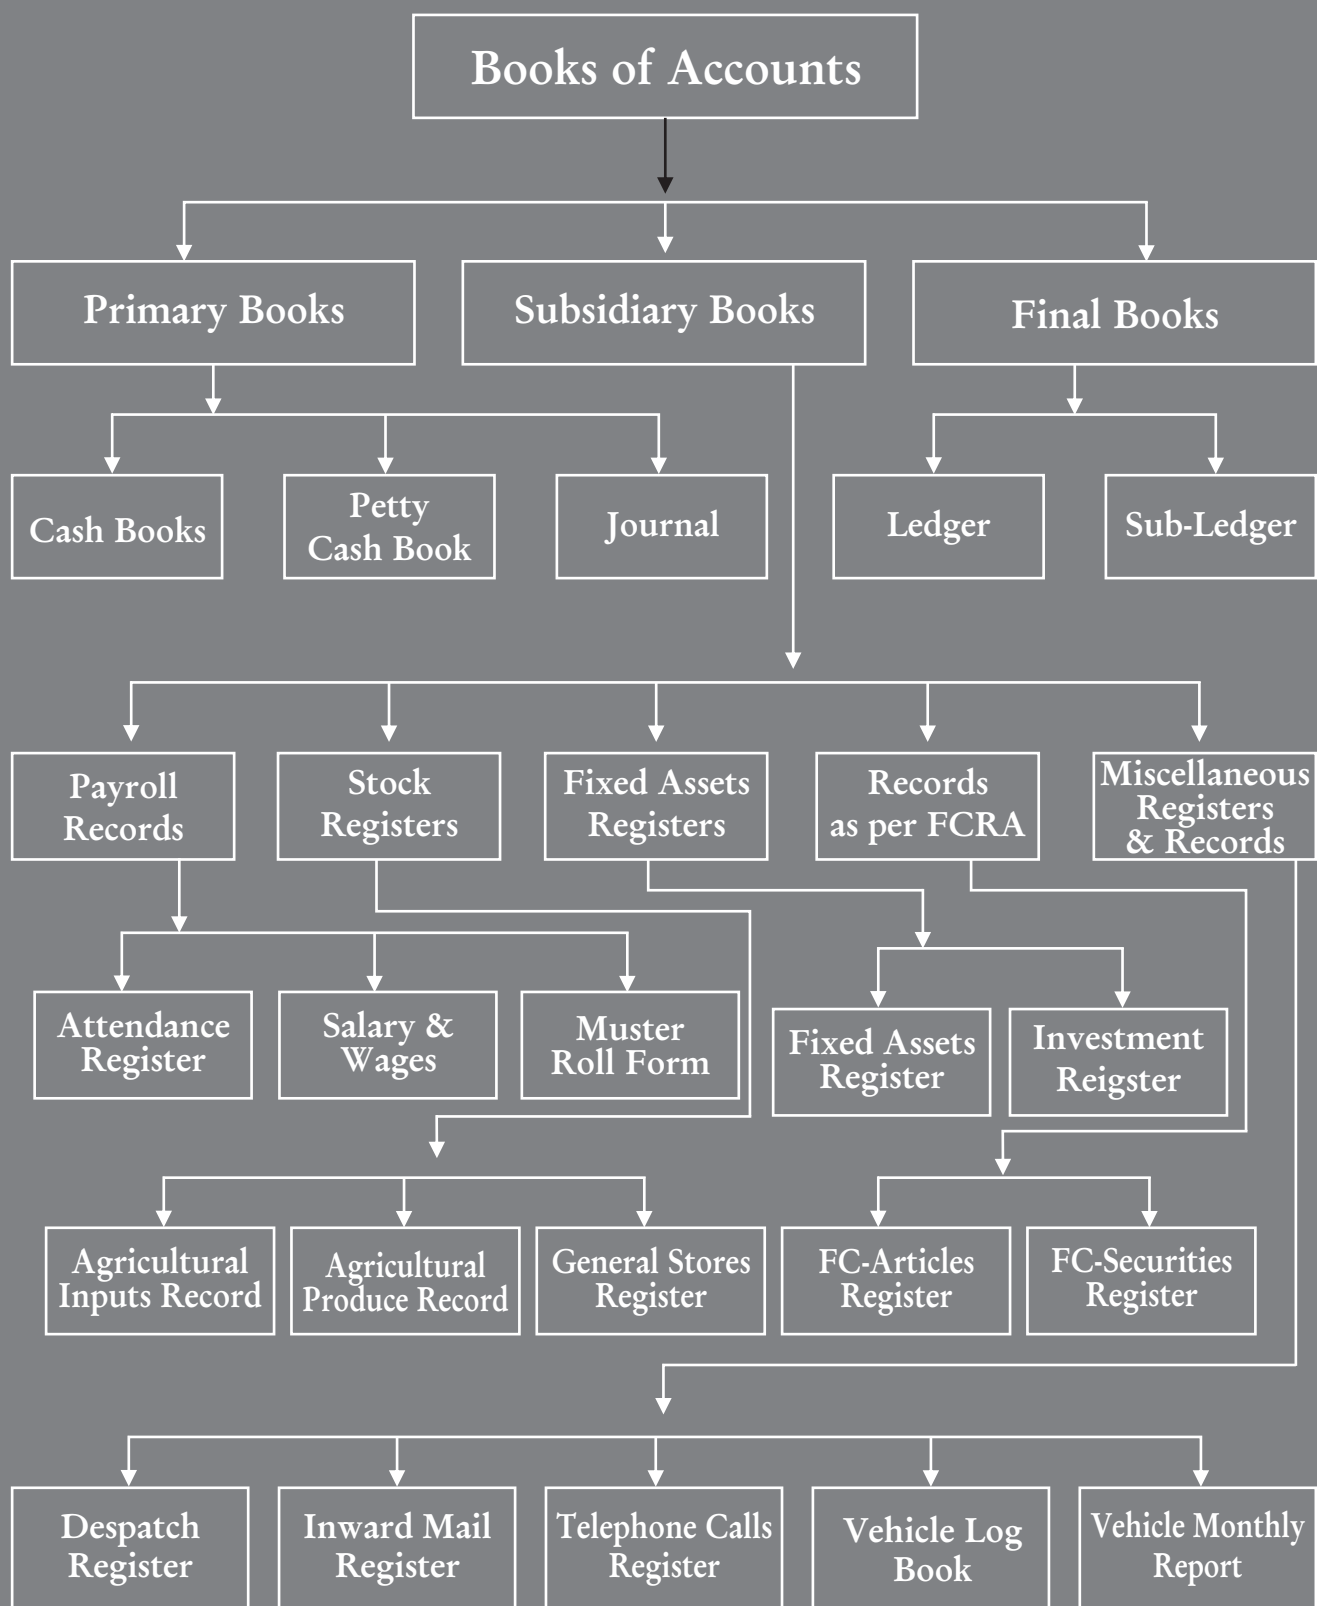 Books of Accounts
Primary Books
Subsidiary Books
Final Books
Cash Books
Petty
Cash Book
Journal
Ledger
Sub-Ledger
Payroll
Records
Stock
Registers
Fixed Assets
Registers
Records
as per FCRA
Miscellaneous
Registers
& Records
Attendance
Register
Salary &
Wages
Muster
Roll Form
Fixed Assets
Register
Investment
Reigster
Agricultural
Inputs Record
Agricultural
Produce Record
General Stores
Register
FC-Articles
Register
FC-Securities
Register
Despatch
Register
Inward Mail
Register
Telephone Calls
Register
Vehicle Log
Book
Vehicle Monthly
Report